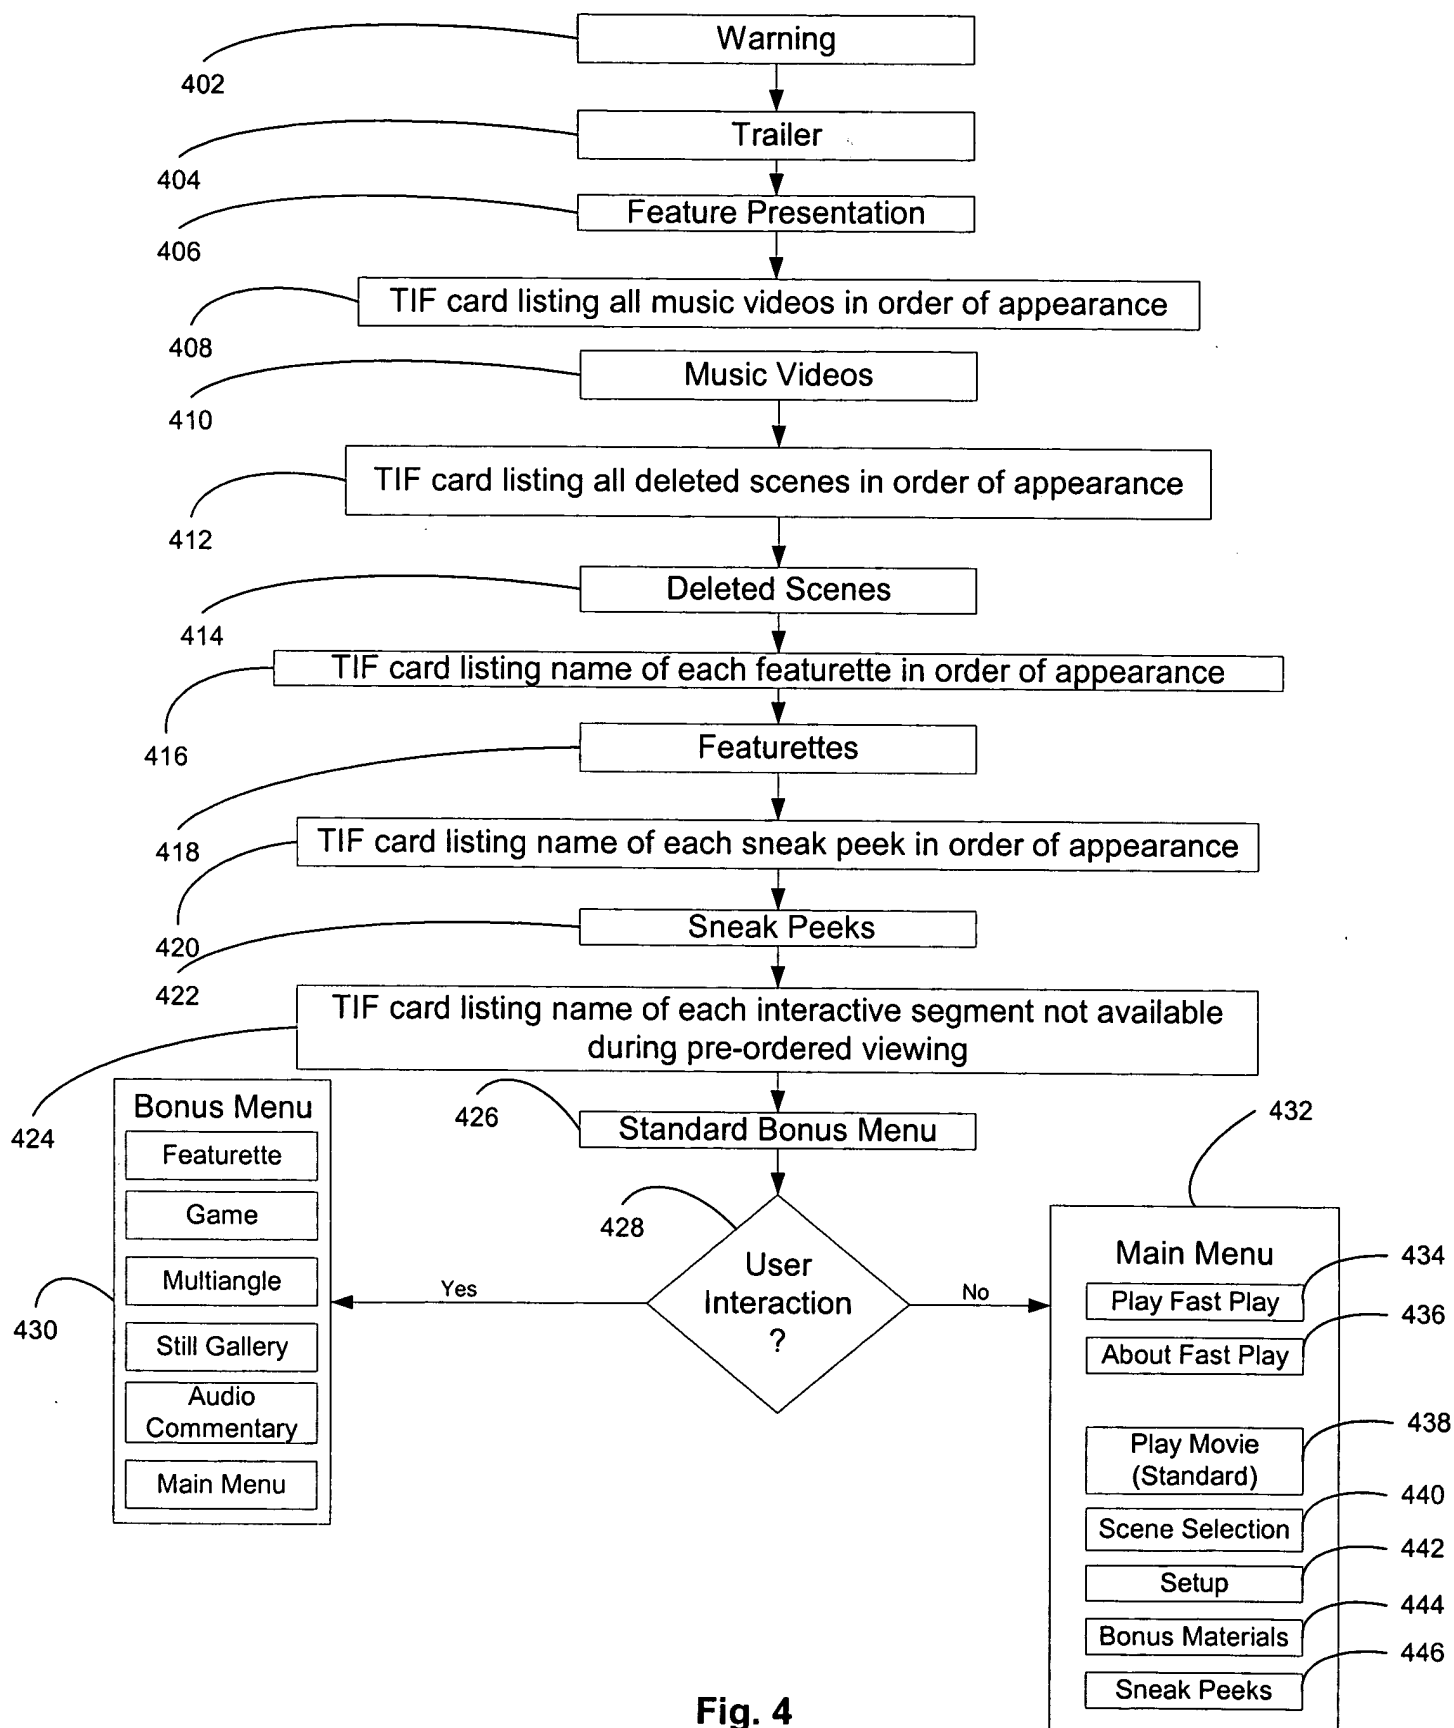 Warning
402
Trailer
404
Feature Presentation
406
TIF card listing all music videos in order of appearance
408
Music Videos
410
TIF card listing all deleted scenes in order of appearance
412
Deleted Scenes
414
TIF card listing name of each featurette in order of appearance
416
Featurettes
418
TIF card listing name of each sneak peek in order of appearance
420
Sneak Peeks
422
TIF card listing name of each interactive segment not available
during pre-ordered viewing
424
Standard Bonus Menu
426
User
Interaction
?
428
Yes
No
Bonus Menu
Featurette
Game
Multiangle
Still Gallery
Audio
Commentary
Main Menu
430
432
Main Menu
Play Fast Play
434
About Fast Play
436
Play Movie
(Standard)
438
Scene Selection
440
Setup
442
Bonus Materials
444
Sneak Peeks
446
Fig. 4